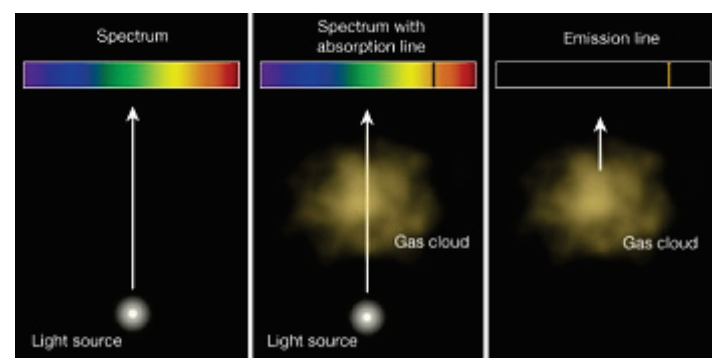 Spectrum
Light source
Spectrum with
absorption line
Gas cloud
Light source
Emission line
Gas cloud